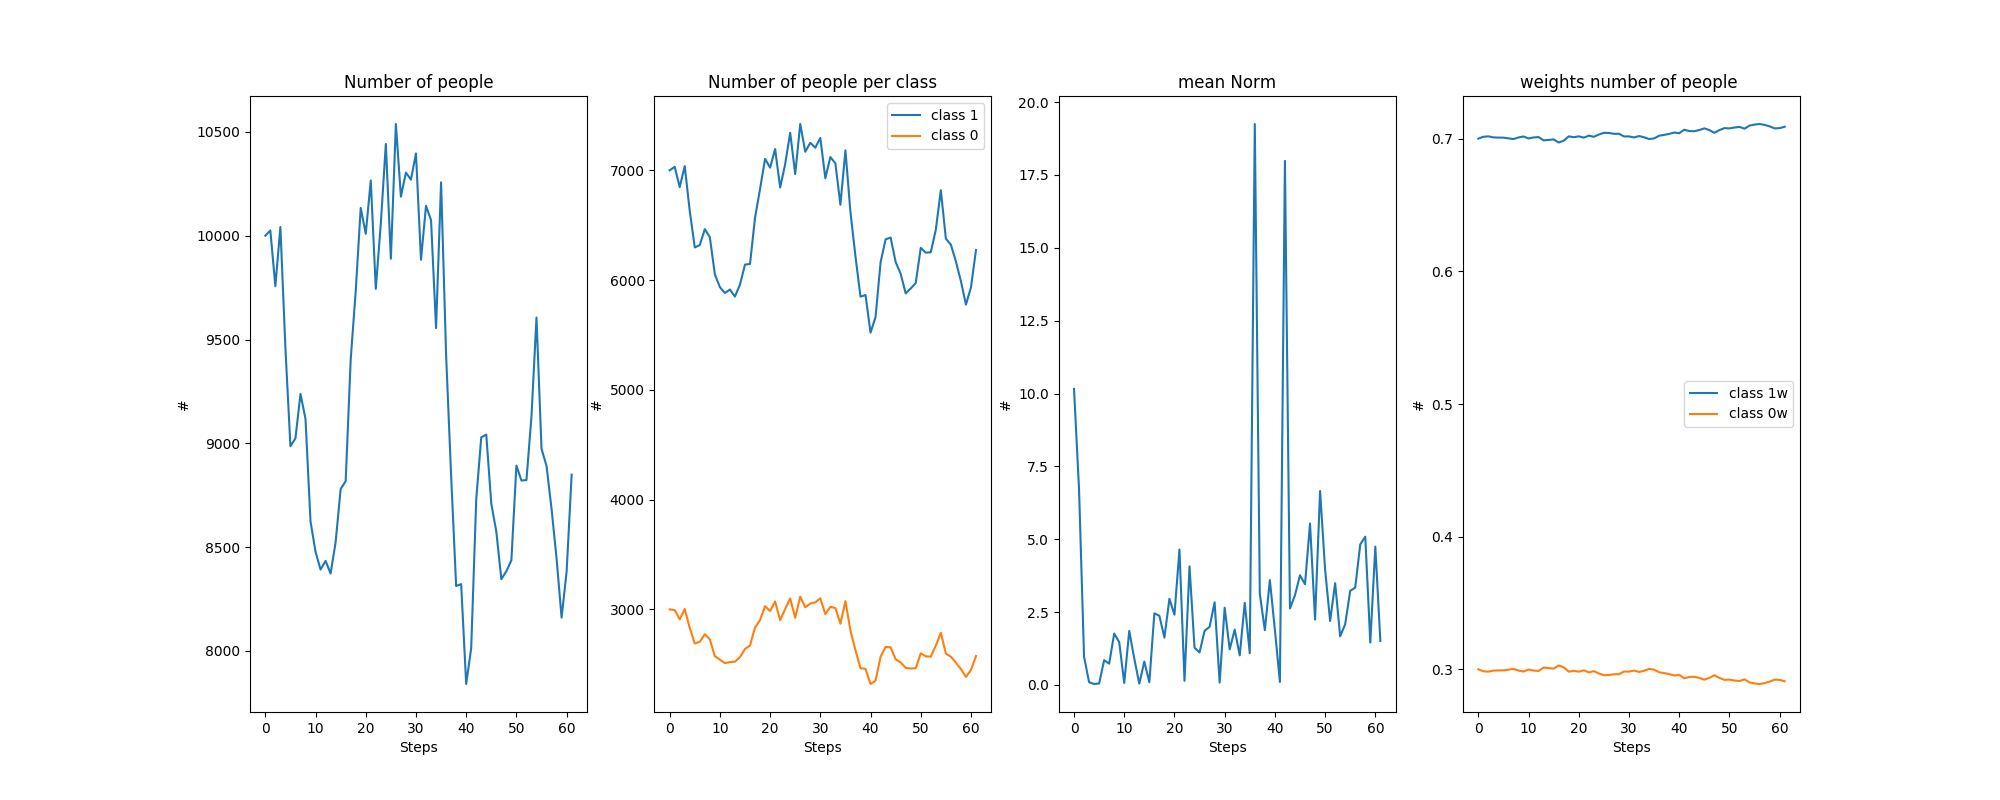 Number of people
10500
10000
9500
9000
8500
8000
#
0 10 20 30 40 50 60
Steps
Number of people per class
class 1
class 0
7000
6000
5000
4000
3000
#
0 10 20 30 40 50 60
Steps
mean Norm
20.0
17.5
15.0
12.5
10.0
7.5
5.0
2.5
0.0
#
0 10 20 30 40 50 60
Steps
weights number of people
0.7
0.6
0.5
0.4
0.3
#
class 1w
class 0w
0 10 20 30 40 50 60
Steps